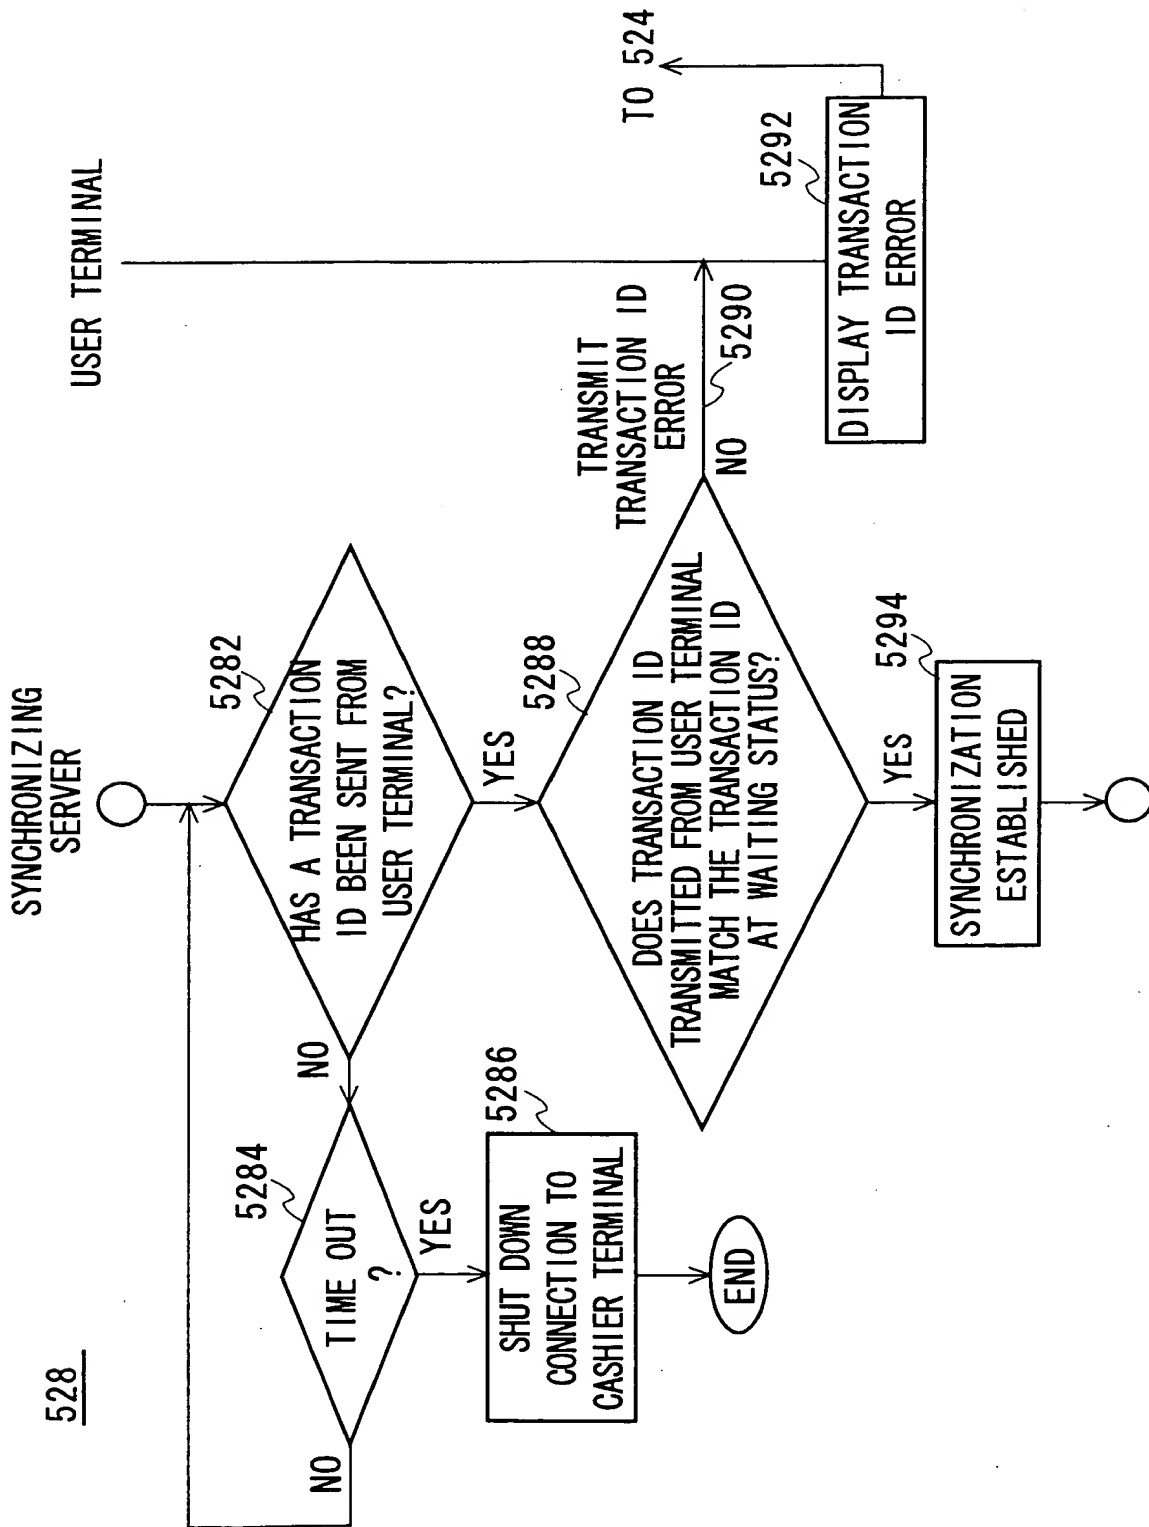 528
SYNCHRONIZING
SERVER
USER TERMINAL
5282
HAS A TRANSACTION
ID BEEN SENT FROM
USER TERMINAL?
NO
YES
5284
TIME OUT
?
NO
YES
5286
SHUT DOWN
CONNECTION TO
CASHIER TERMINAL
END
5288
DOES TRANSACTION ID
TRANSMITTED FROM USER TERMINAL
MATCH THE TRANSACTION ID
AT WAITING STATUS?
NO
YES
TRANSMIT
TRANSACTION ID
ERROR
5290
5292
DISPLAY TRANSACTION
ID ERROR
TO 524
5294
SYNCHRONIZATION
ESTABLISHED